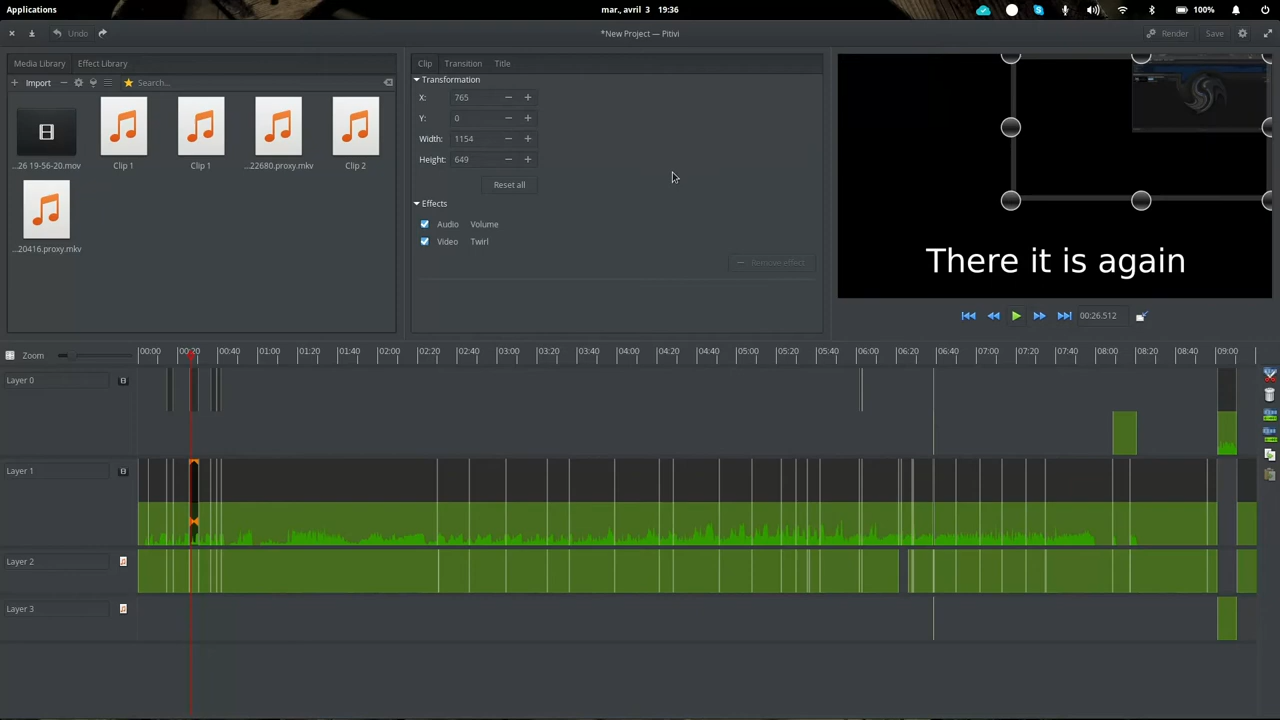 Applications
mar., avril 3 19:36
100%
Undo
*New Project — Pitivi
Render
Save
Media Library
Effect Library
Import
Search...
...26 19-56-20.mov
Clip 1
Clip 1
...22680.proxy.mkv
Clip 2
...20416.proxy.mkv
Clip
Transition
Title
Transformation
X: 765
Y: 0
Width: 1154
Height: 649
Reset all
Effects
Audio Volume
Video Twirl
Remove effect
There it is again
00:26.512
Zoom
00:00 00:20 00:40 01:00 01:20 01:40 02:00 02:20 02:40 03:00 03:20 03:40 04:00 04:20 04:40 05:00 05:20 05:40 06:00 06:20 06:40 07:00 07:20 07:40 08:00 08:20 08:40 09:00
Layer 0
Layer 1
Layer 2
Layer 3